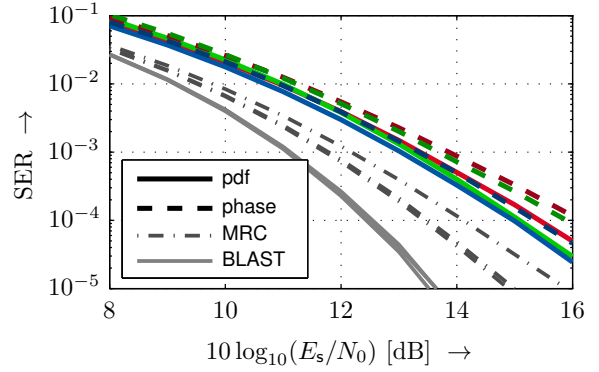 10⁻¹
10⁻²
10⁻³
10⁻⁴
10⁻⁵
SER →
pdf
phase
MRC
BLAST
8 10 12 14 16
10 log₁₀(Eₛ/N₀) [dB] →